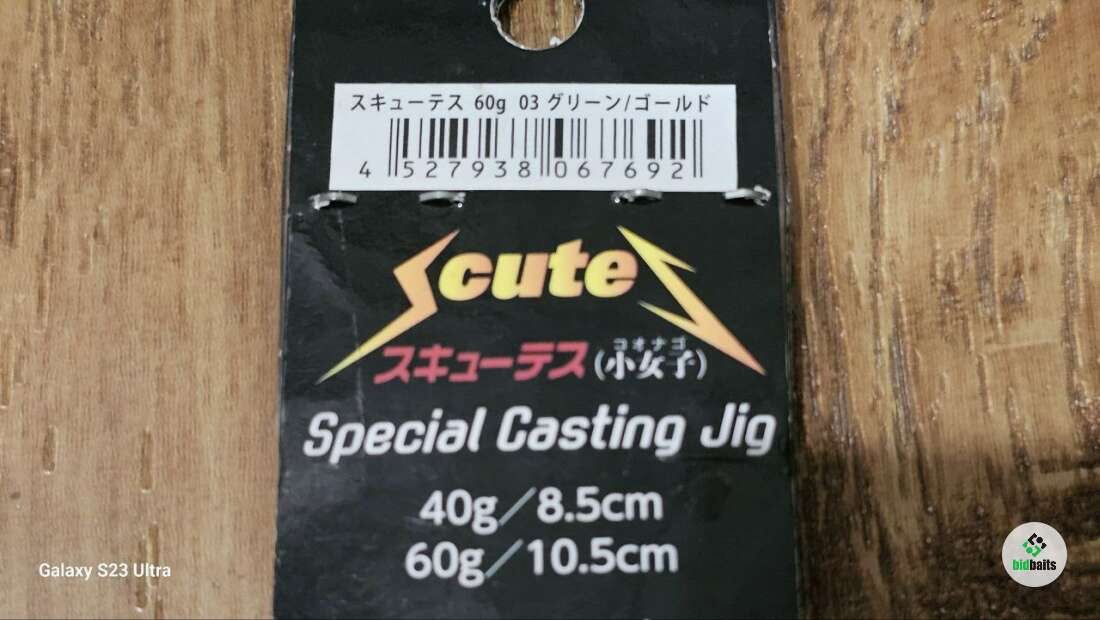 スキューテス 60g 03 グリーン/ゴールド
4 527938 067692
Scutes
スキューテス(小女子)
コオナゴ
Special Casting Jig
40g/8.5cm
60g/10.5cm
Galaxy S23 Ultra
bidbaits